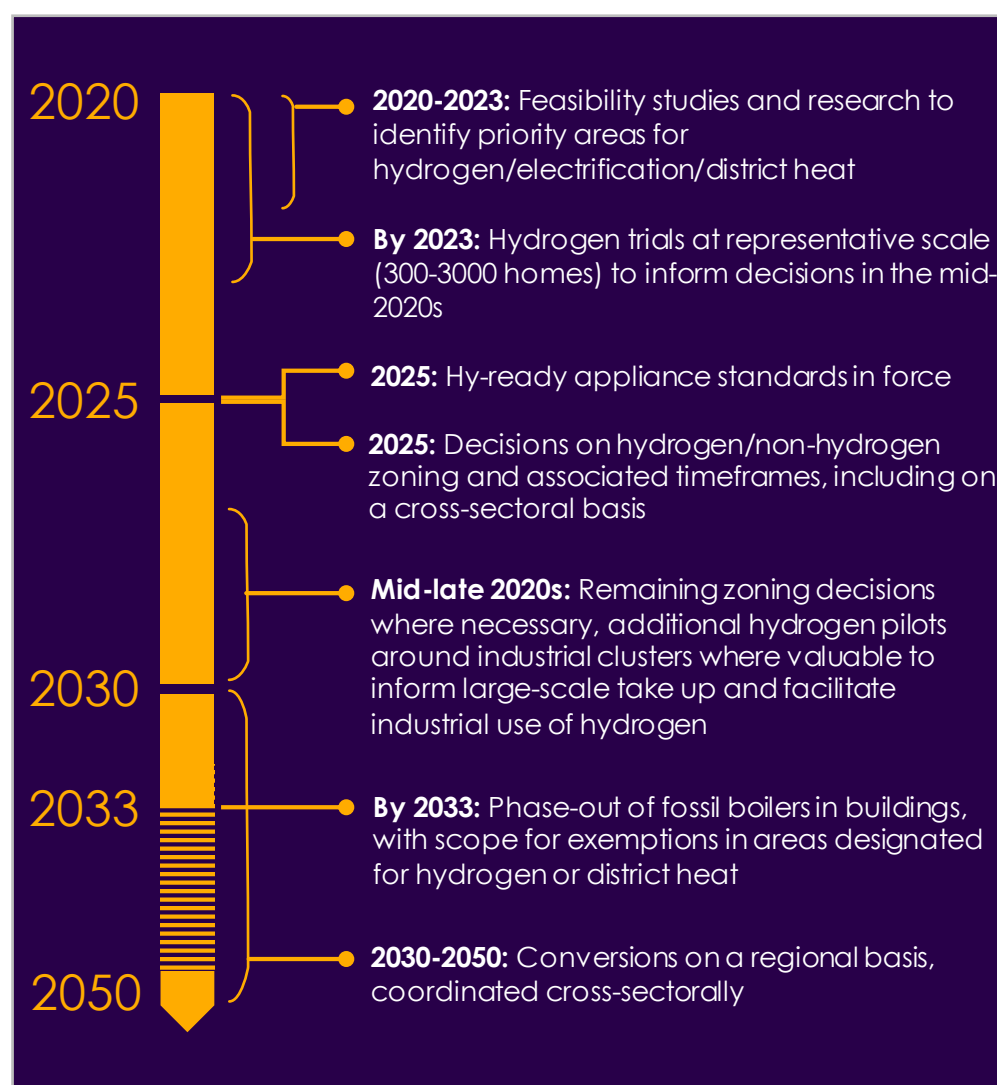 2020
2020-2023: Feasibility studies and research to
identify priority areas for
hydrogen/electrification/district heat
By 2023: Hydrogen trials at representative scale
(300-3000 homes) to inform decisions in the mid-
2020s
2025
2025: Hy-ready appliance standards in force
2025: Decisions on hydrogen/non-hydrogen
zoning and associated timeframes, including on
a cross-sectoral basis
Mid-late 2020s: Remaining zoning decisions
where necessary, additional hydrogen pilots
around industrial clusters where valuable to
inform large-scale take up and facilitate
industrial use of hydrogen
2030
2033
By 2033: Phase-out of fossil boilers in buildings,
with scope for exemptions in areas designated
for hydrogen or district heat
2030-2050: Conversions on a regional basis,
coordinated cross-sectorally
2050